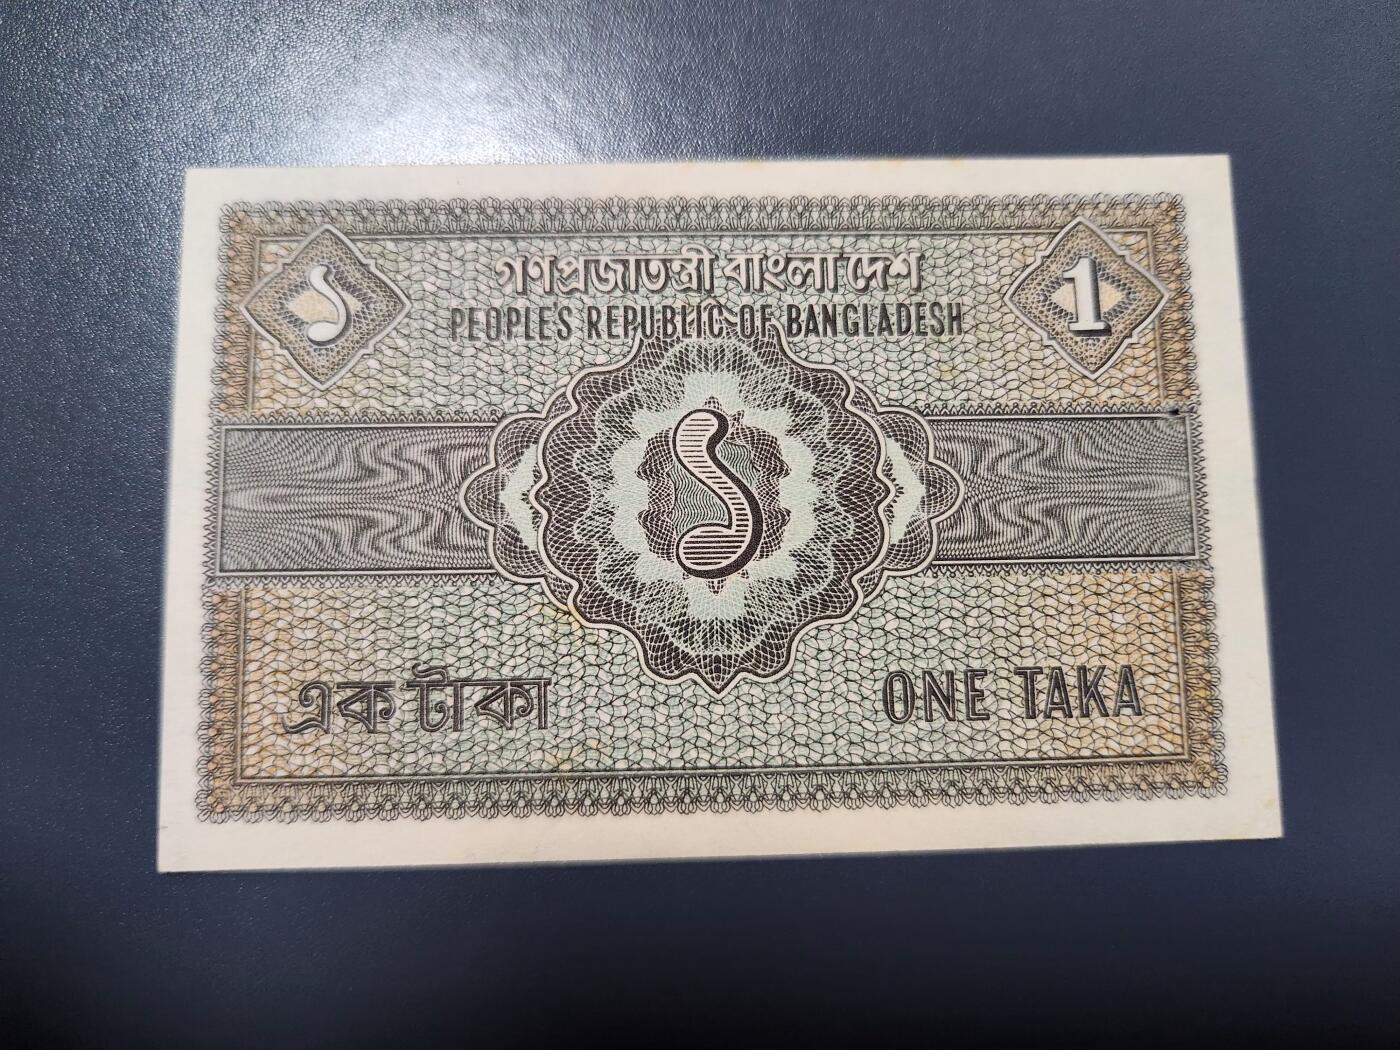 ১ 1
গণপ্রজাতন্ত্রী বাংলাদেশ
PEOPLE'S REPUBLIC OF BANGLADESH
১
এক টাকা ONE TAKA